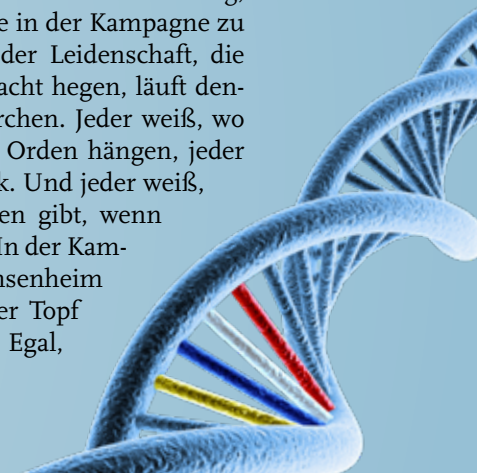 e in der Kampagne zu
der Leidenschaft, die
acht hegen, läuft den-
rchen. Jeder weiß, wo
Orden hängen, jeder
k. Und jeder weiß,
en gibt, wenn
In der Kam-
nsenheim
er Topf
Egal,